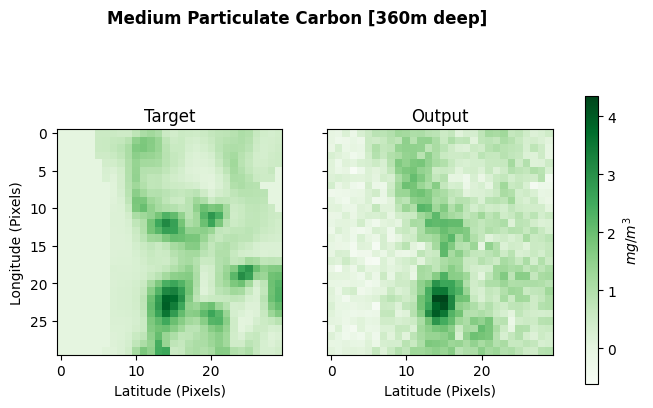 Medium Particulate Carbon [360m deep]
Target
Output
0
5
10
15
20
25
Longitude (Pixels)
0
10
20
Latitude (Pixels)
0
10
20
Latitude (Pixels)
4
3
2
1
0
mg/m³